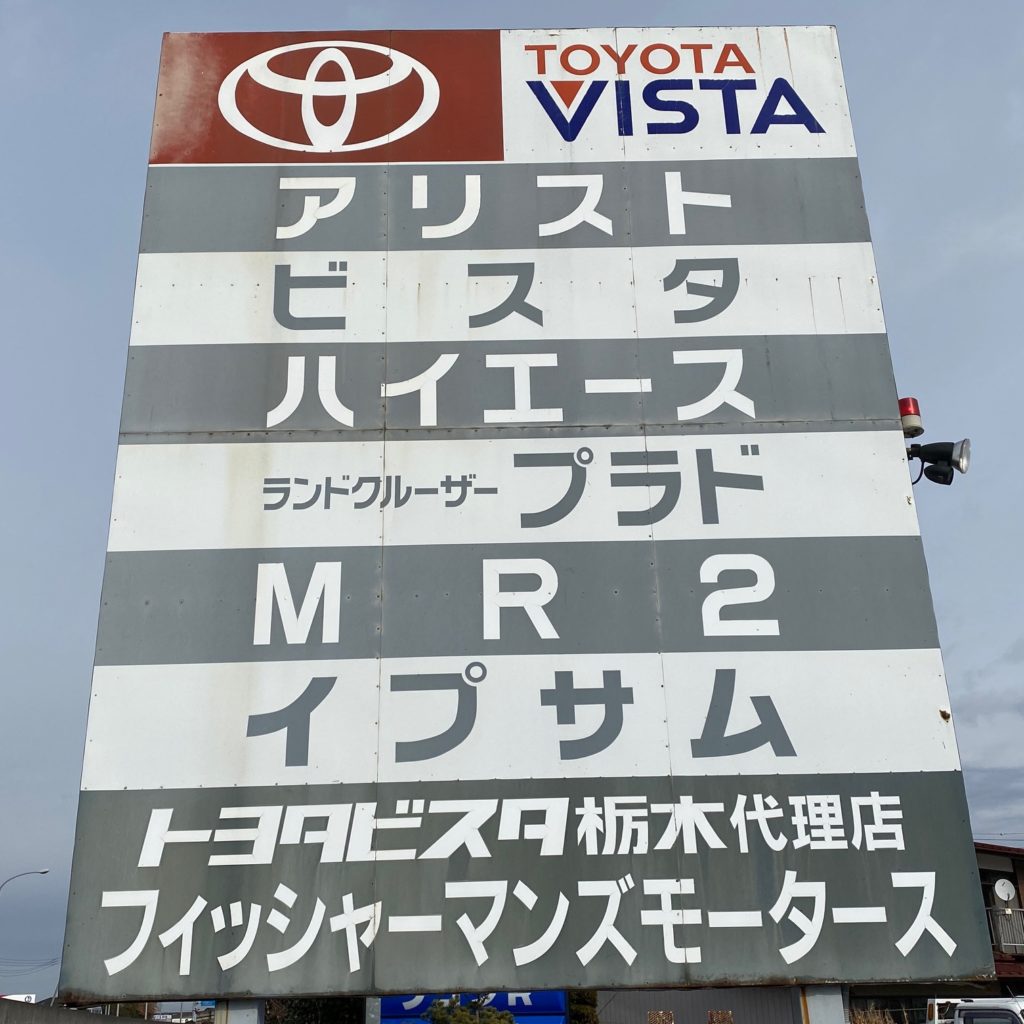 TOYOTA
VISTA
アリスト
ビスタ
ハイエース
ランドクルーザープラド
MR2
イプサム
トヨタビスタ栃木代理店
フィッシャーマンズモータース